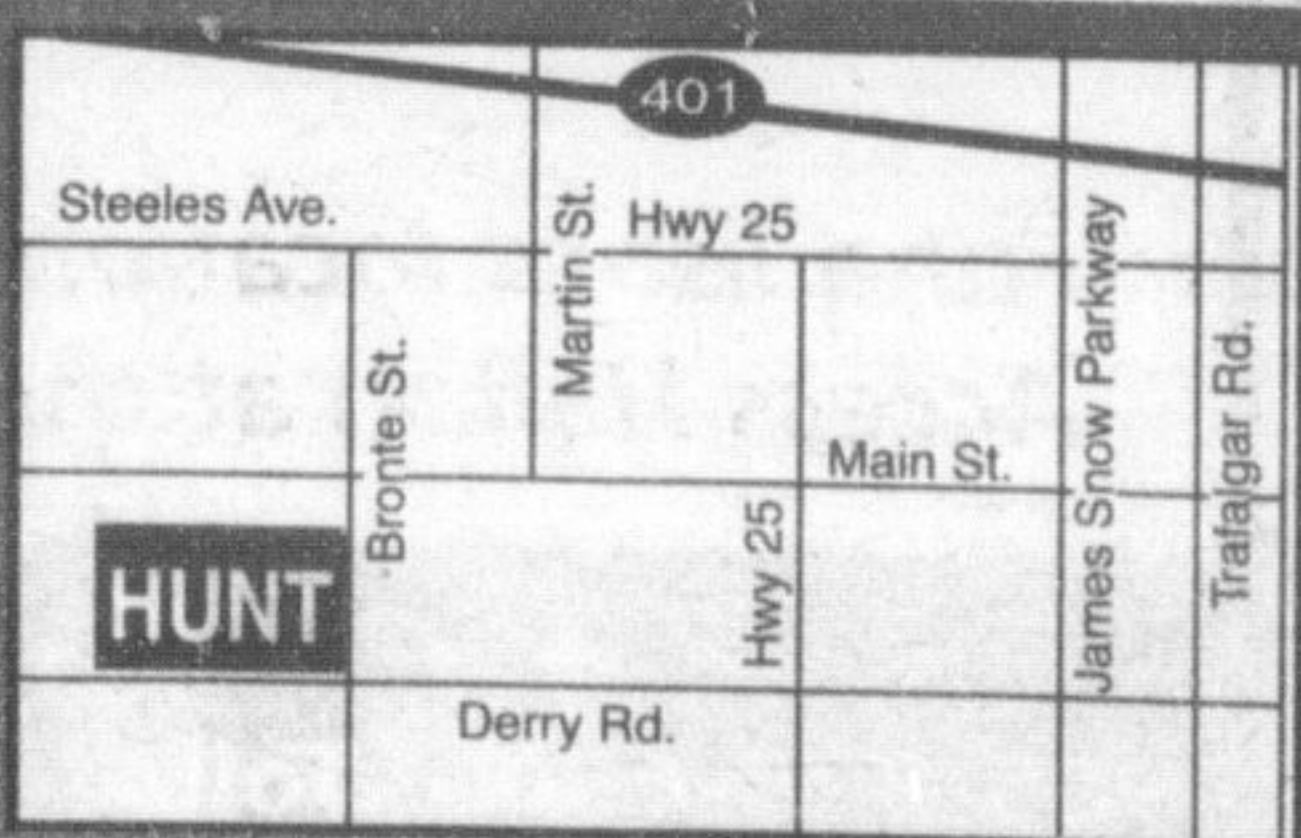 401
Steeles Ave.
Martin St.
Hwy 25
James Snow Parkway
Trafalgar Rd.
Bronte St.
Main St.
HUNT
Hwy 25
Derry Rd.